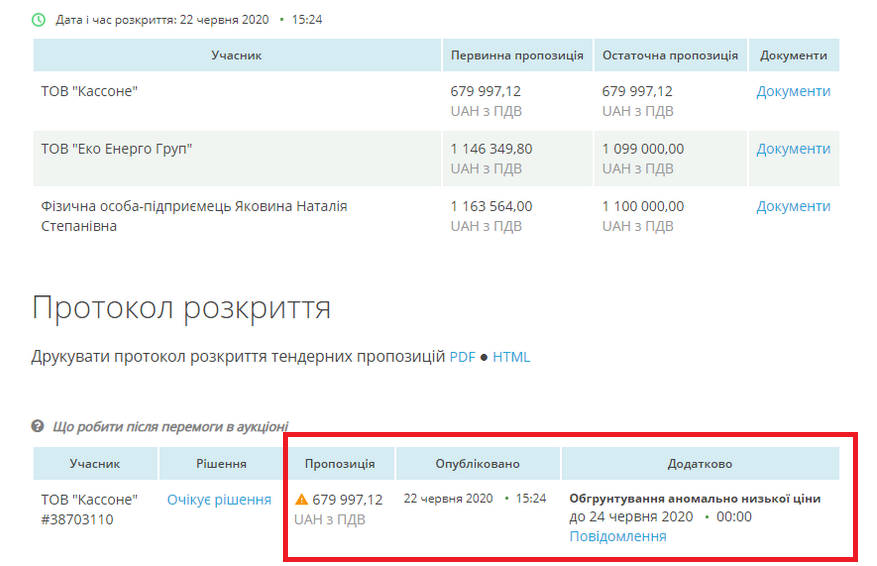 Дата і час розкриття: 22 червня 2020 • 15:24
Учасник Первинна пропозиція Остаточна пропозиція Документи
ТОВ "Кассоне" 679 997,12 679 997,12 Документи
UAH з ПДВ UAH з ПДВ
ТОВ "Еко Енерго Груп" 1 146 349,80 1 099 000,00 Документи
UAH з ПДВ UAH з ПДВ
Фізична особа-підприємець Яковина Наталія 1 163 564,00 1 100 000,00 Документи
Степанівна UAH з ПДВ UAH з ПДВ
Протокол розкриття
Друкувати протокол розкриття тендерних пропозицій PDF ● HTML
? Що робити після перемоги в аукціоні
Учасник Рішення Пропозиція Опубліковано Додатково
ТОВ "Кассоне" Очікує рішення 679 997,12 22 червня 2020 • 15:24 Обгрунтування аномально низької ціни
#38703110 UAH з ПДВ до 24 червня 2020 • 00:00
Повідомлення